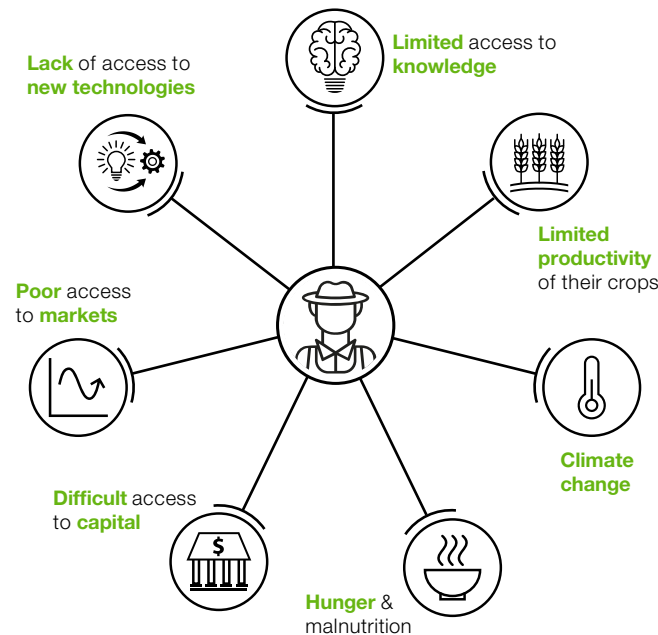 Limited access to
knowledge
Lack of access to
new technologies
Limited
productivity
of their crops
Poor access
to markets
Climate
change
Difficult access
to capital
$
Hunger &
malnutrition